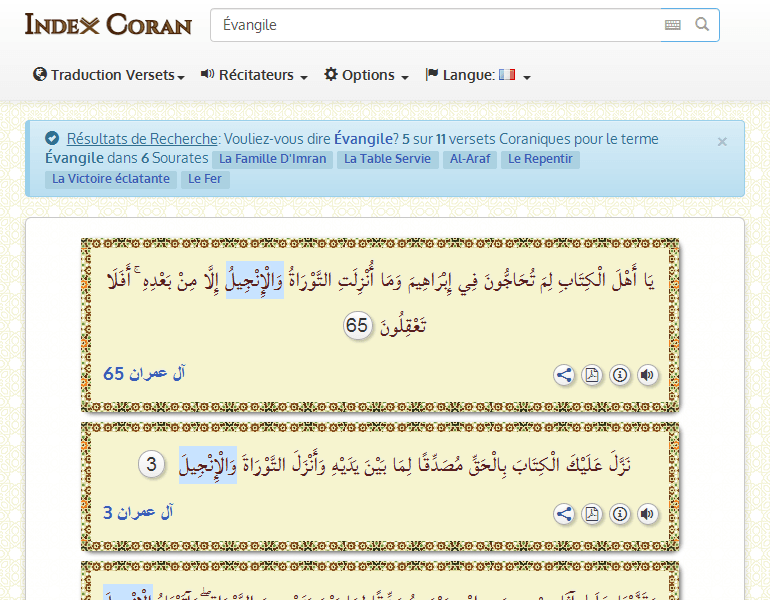 Index Coran
Évangile
Traduction Versets Récitateurs Options Langue:
Résultats de Recherche: Vouliez-vous dire Évangile? 5 sur 11 versets Coraniques pour le terme
Évangile dans 6 Sourates La Famille D'Imran La Table Servie Al-Araf Le Repentir
La Victoire éclatante Le Fer
×
يَا أَهْلَ الْكِتَابِ لِمَ تُحَاجُّونَ فِي إِبْرَاهِيمَ وَمَا أُنْزِلَتِ التَّوْرَاةُ وَالْإِنْجِيلُ إِلَّا مِنْ بَعْدِهِ ۚ أَفَلَا
تَعْقِلُونَ 65
آل عمران 65
نَزَّلَ عَلَيْكَ الْكِتَابَ بِالْحَقِّ مُصَدِّقًا لِمَا بَيْنَ يَدَيْهِ وَأَنْزَلَ التَّوْرَاةَ وَالْإِنْجِيلَ 3
آل عمران 3